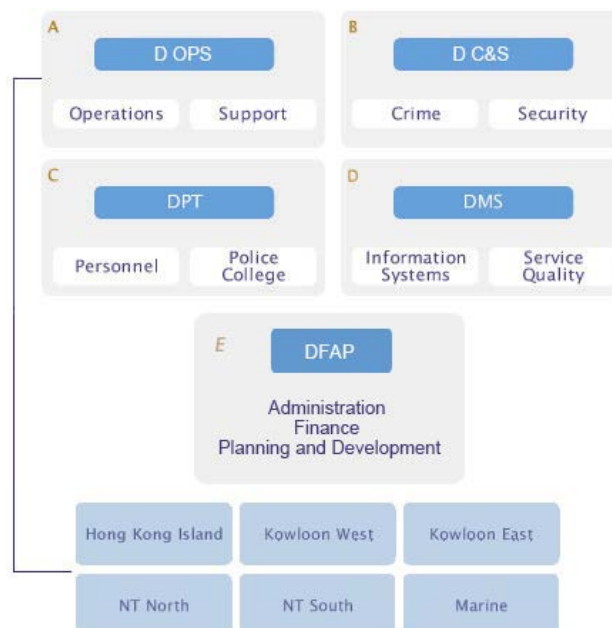 A
D OPS
Operations
Support
B
D C&S
Crime
Security
C
DPT
Personnel
Police
College
D
DMS
Information
Systems
Service
Quality
E
DFAP
Administration
Finance
Planning and Development
Hong Kong Island
Kowloon West
Kowloon East
NT North
NT South
Marine